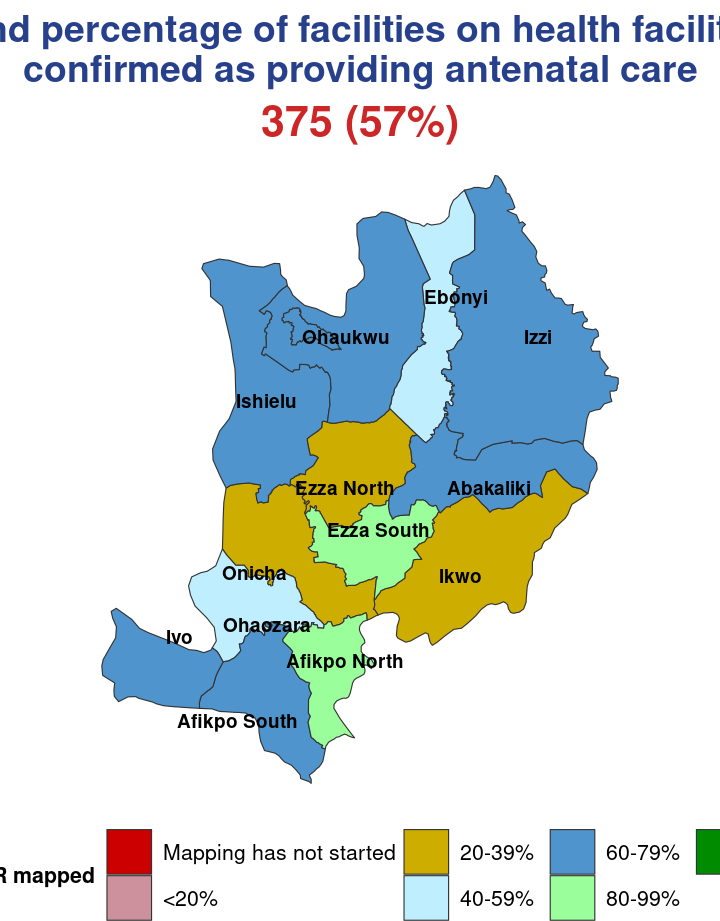 percentage of facilities on health
confirmed as providing antenatal care
375 (57%)
Ebonyi
Ohaukwu
Izzi
Ishielu
Ezza North
Abakaliki
Ezza South
Onicha
Ikwo
Ohaozara
Ivo
Afikpo North
Afikpo South
Mapping has not started
20-39%
60-79%
R mapped
<20%
40-59%
80-99%